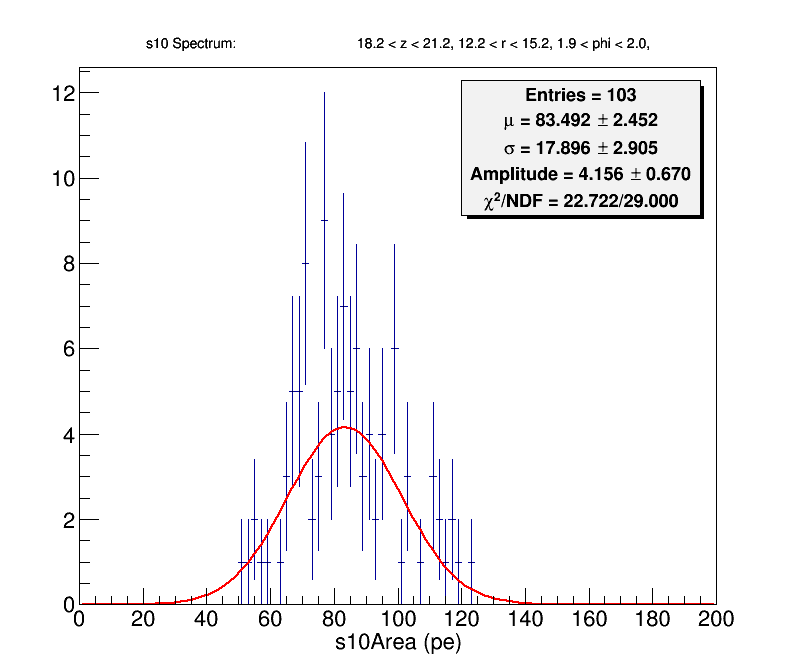 s10 Spectrum: 18.2 < z < 21.2, 12.2 < r < 15.2, 1.9 < phi < 2.0,
Entries = 103
μ = 83.492 ± 2.452
σ = 17.896 ± 2.905
Amplitude = 4.156 ± 0.670
χ²/NDF = 22.722/29.000
12
10
8
6
4
2
0
0 20 40 60 80 100 120 140 160 180 200
s10Area (pe)